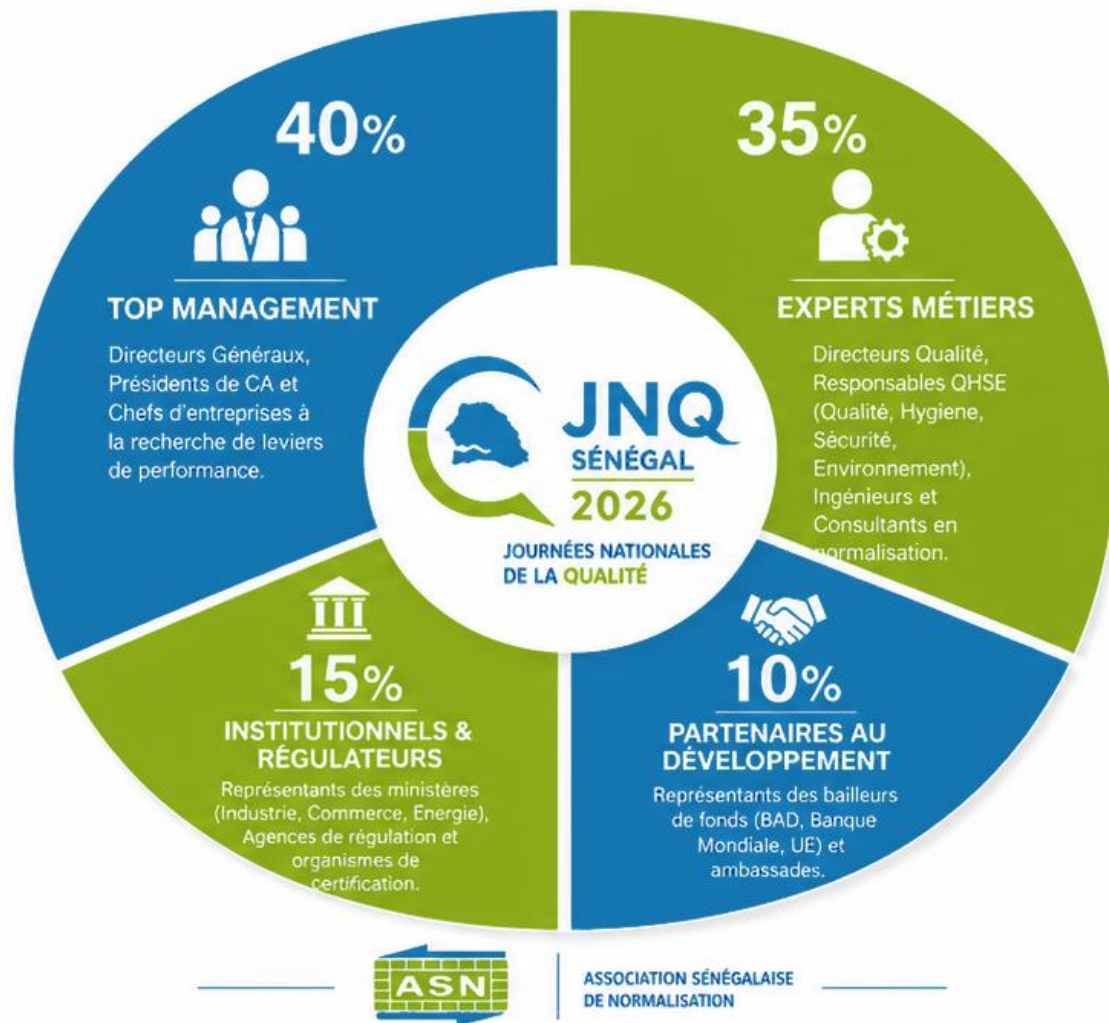 40%
TOP MANAGEMENT
Directeurs Généraux,
Présidents de CA et
Chefs d'entreprises à
la recherche de leviers
de performance.
35%
EXPERTS MÉTIERS
Directeurs Qualité,
Responsables QHSE
(Qualité, Hygiene,
Sécurité,
Environnement),
Ingénieurs et
Consultants en
normalisation.
JNQ
SÉNÉGAL
2026
JOURNÉES NATIONALES
DE LA QUALITÉ
15%
INSTITUTIONNELS &
RÉGULATEURS
Représentants des ministères
(Industrie, Commerce, Energie),
Agences de régulation et
organismes de
certification.
10%
PARTENAIRES AU
DÉVELOPPEMENT
Représentants des bailleurs
de fonds (BAD, Banque
Mondiale, UE) et
ambassades.
ASN
ASSOCIATION SÉNÉGALAISE
DE NORMALISATION